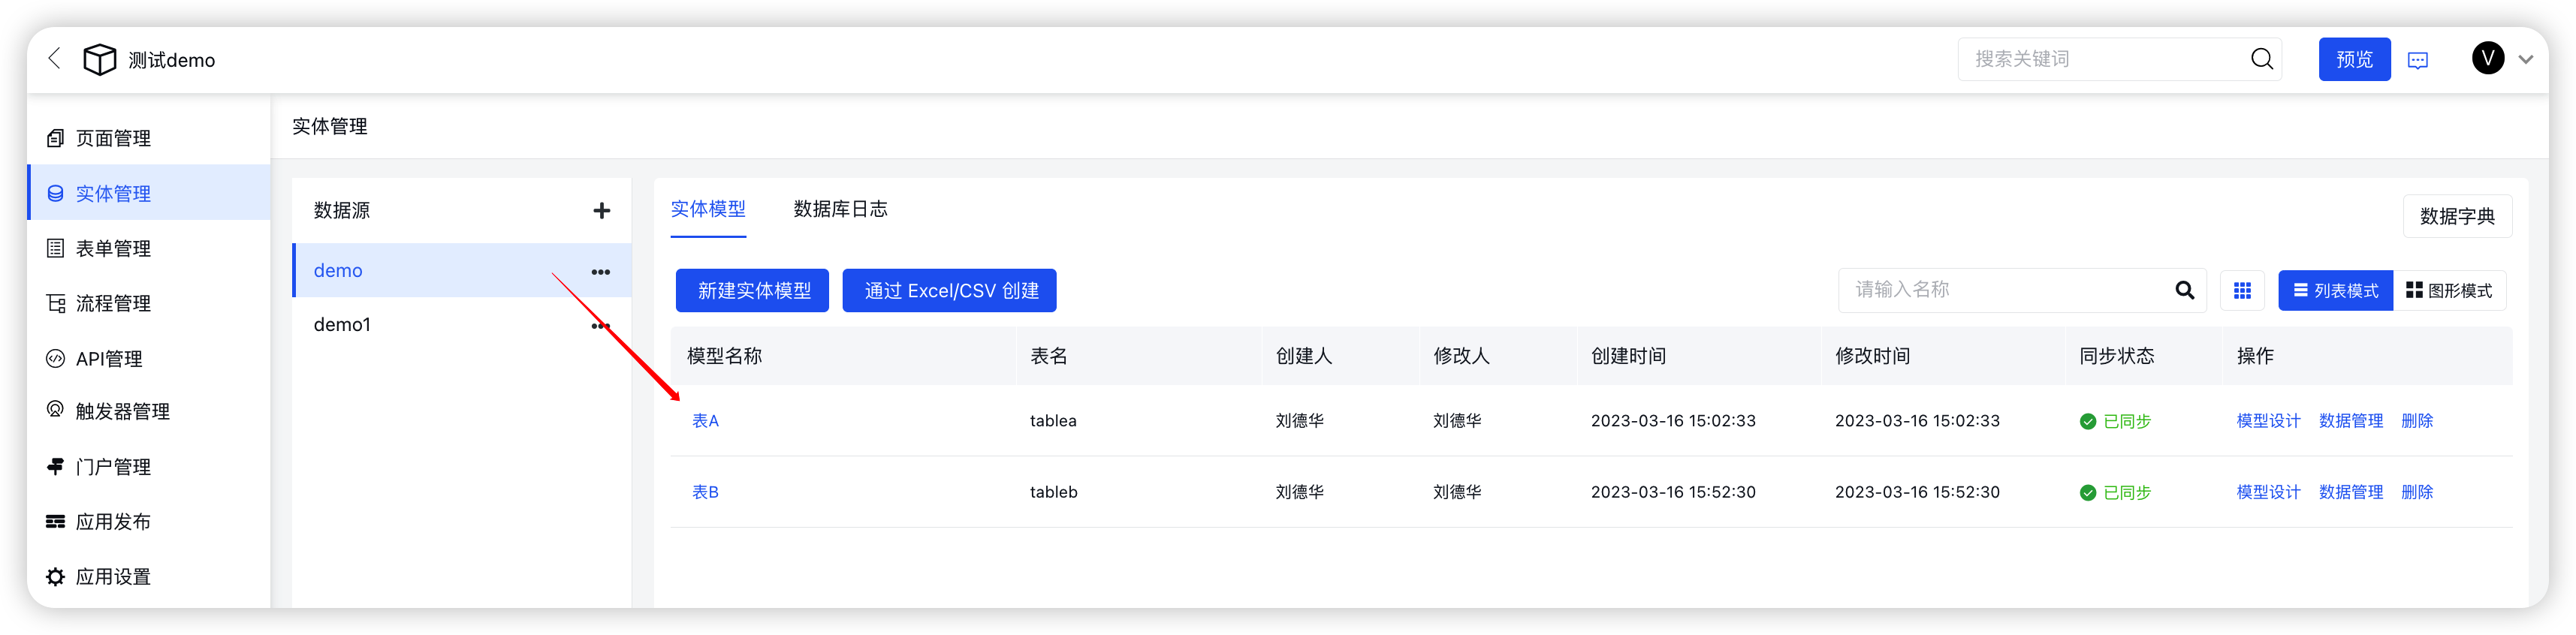 测试demo
搜索关键词
预览
V
页面管理
实体管理
表单管理
流程管理
API管理
触发器管理
门户管理
应用发布
应用设置
实体管理
数据源
demo
demo1
实体模型 数据库日志
数据字典
新建实体模型 通过 Excel/CSV 创建
请输入名称
列表模式 图形模式
模型名称 表名 创建人 修改人 创建时间 修改时间 同步状态 操作
表A tablea 刘德华 刘德华 2023-03-16 15:02:33 2023-03-16 15:02:33 已同步 模型设计 数据管理 删除
表B tableb 刘德华 刘德华 2023-03-16 15:52:30 2023-03-16 15:52:30 已同步 模型设计 数据管理 删除